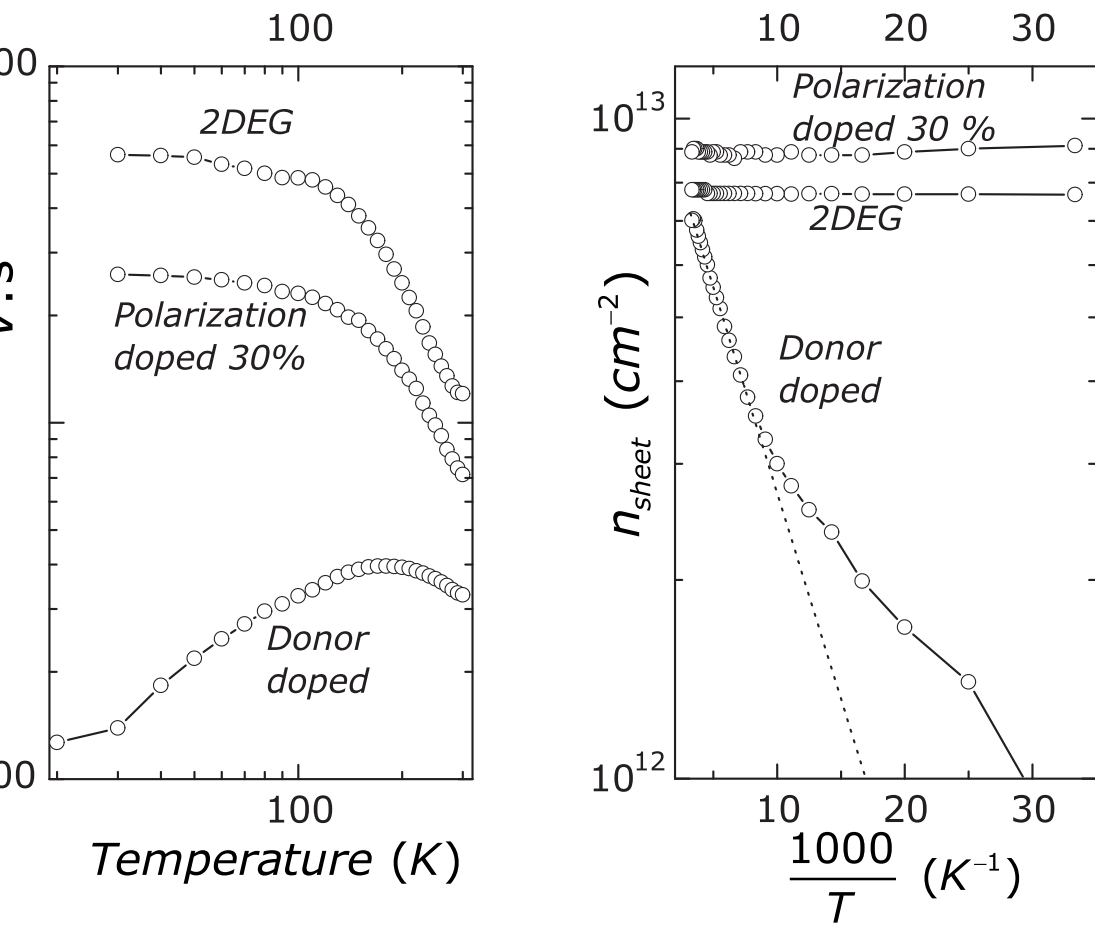 100
00
2DEG
Polarization
doped 30%
Donor
doped
00
100
Temperature (K)
10 20 30
10¹³
Polarization
doped 30 %
2DEG
Donor
doped
n_sheet (cm⁻²)
10¹²
10 20 30
1000
T
(K⁻¹)